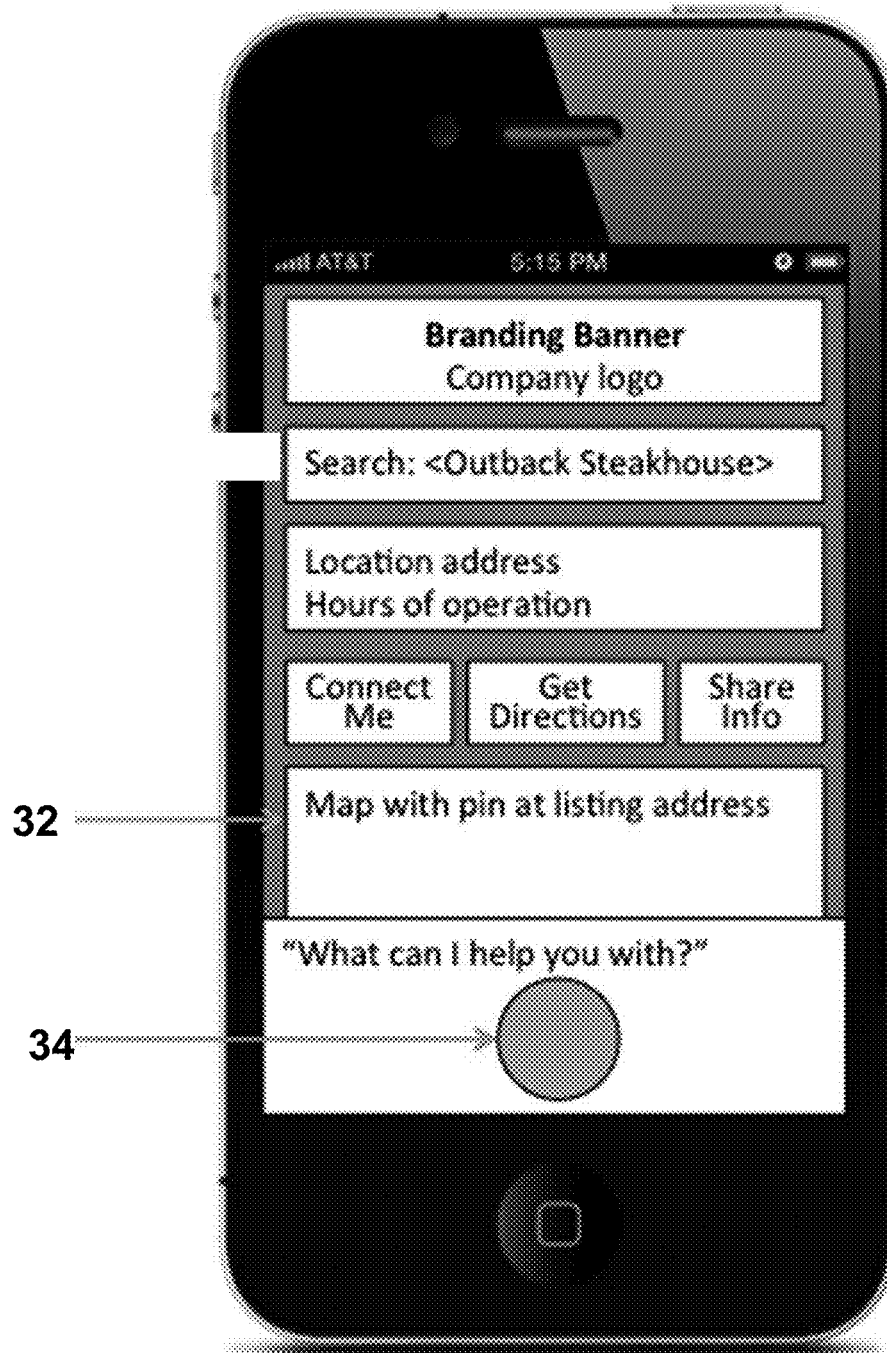 AT&T 5:15 PM
Branding Banner
Company logo
Search: <Outback Steakhouse>
Location address
Hours of operation
Connect Me
Get Directions
Share Info
Map with pin at listing address
32
"What can I help you with?"
34